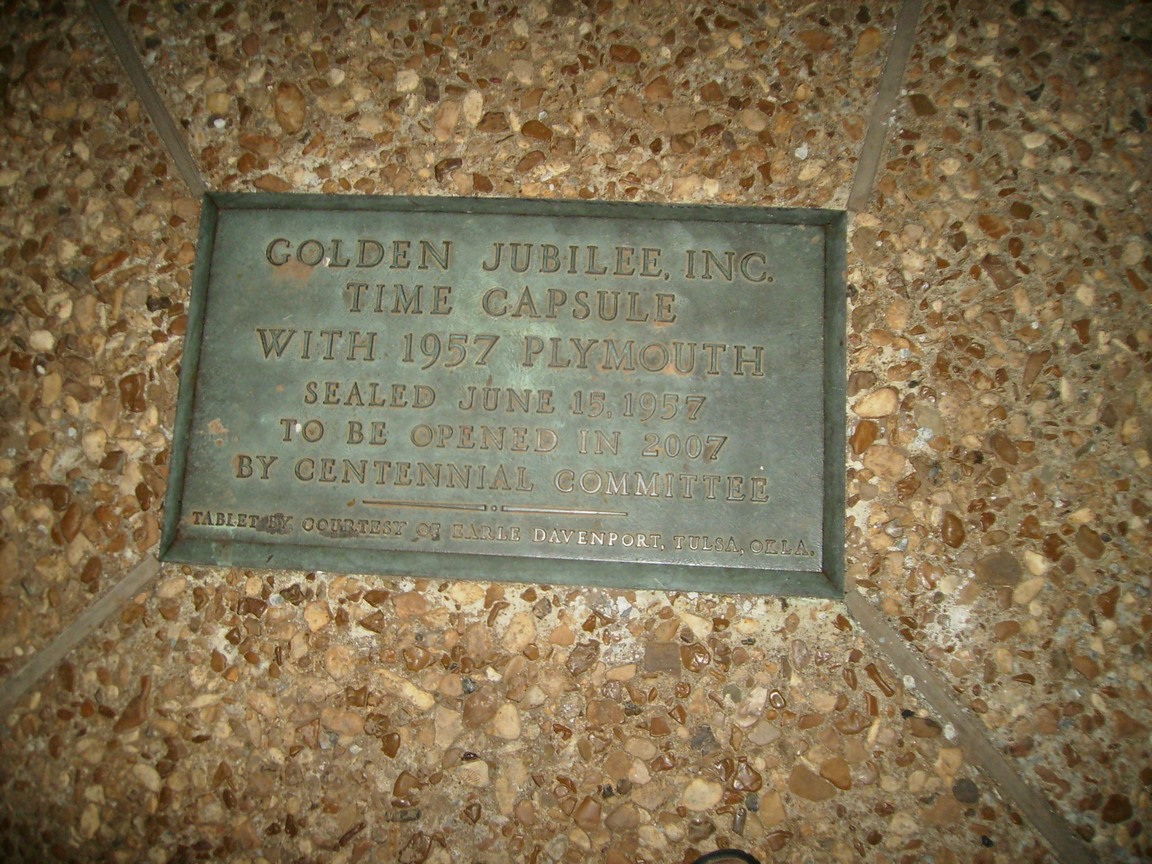 GOLDEN JUBILEE, INC.
TIME CAPSULE
WITH 1957 PLYMOUTH
SEALED JUNE 15, 1957
TO BE OPENED IN 2007
BY CENTENNIAL COMMITTEE
TABLET BY COURTESY OF EARLE DAVENPORT, TULSA, OKLA.